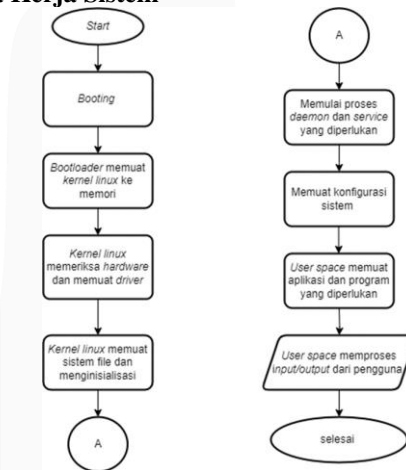 Kerja Sistem
Start
Booting
Bootloader memuat
kernel linux ke
memori
Kernel linux
memeriksa hardware
dan memuat driver
Kernel linux memuat
sistem file dan
menginisialisasi
A
A
Memulai proses
daemon dan service
yang diperlukan
Memuat konfigurasi
sistem
User space memuat
aplikasi dan program
yang diperlukan
User space memproses
input/output dari pengguna
selesai